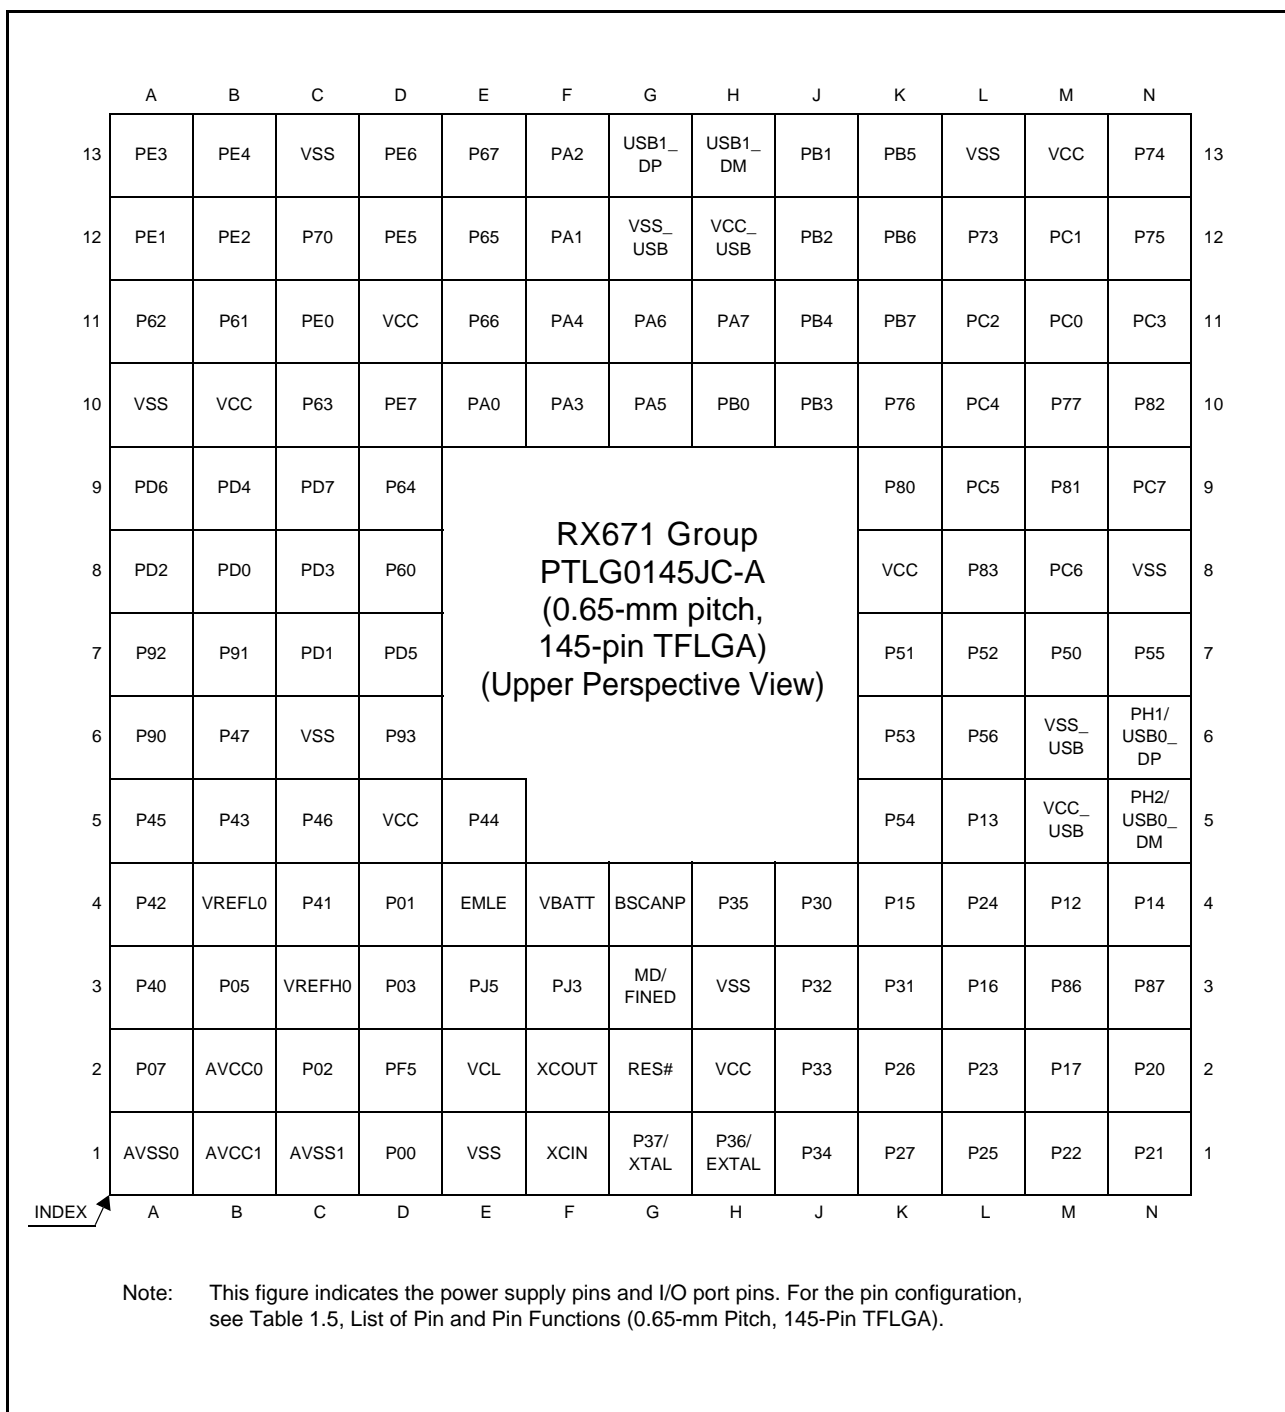 A B C D E F G H J K L M N
13 PE3 PE4 VSS PE6 P67 PA2 USB1_ DP USB1_ DM PB1 PB5 VSS VCC P74 13
12 PE1 PE2 P70 PE5 P65 PA1 VSS_ USB VCC_ USB PB2 PB6 P73 PC1 P75 12
11 P62 P61 PE0 VCC P66 PA4 PA6 PA7 PB4 PB7 PC2 PC0 PC3 11
10 VSS VCC P63 PE7 PA0 PA3 PA5 PB0 PB3 P76 PC4 P77 P82 10
9 PD6 PD4 PD7 P64 P80 PC5 P81 PC7 9
8 PD2 PD0 PD3 P60 VCC P83 PC6 VSS 8
7 P92 P91 PD1 PD5 P51 P52 P50 P55 7
6 P90 P47 VSS P93 P53 P56 VSS_ USB PH1/ USB0_ DP 6
5 P45 P43 P46 VCC P44 P54 P13 VCC_ USB PH2/ USB0_ DM 5
RX671 Group
PTLG0145JC-A
(0.65-mm pitch,
145-pin TFLGA)
(Upper Perspective View)
4 P42 VREFL0 P41 P01 EMLE VBATT BSCANP P35 P30 P15 P24 P12 P14 4
3 P40 P05 VREFH0 P03 PJ5 PJ3 MD/ FINED VSS P32 P31 P16 P86 P87 3
2 P07 AVCC0 P02 PF5 VCL XCOUT RES# VCC P33 P26 P23 P17 P20 2
1 AVSS0 AVCC1 AVSS1 P00 VSS XCIN P37/ XTAL P36/ EXTAL P34 P27 P25 P22 P21 1
INDEX A B C D E F G H J K L M N
Note: This figure indicates the power supply pins and I/O port pins. For the pin configuration,
see Table 1.5, List of Pin and Pin Functions (0.65-mm Pitch, 145-Pin TFLGA).